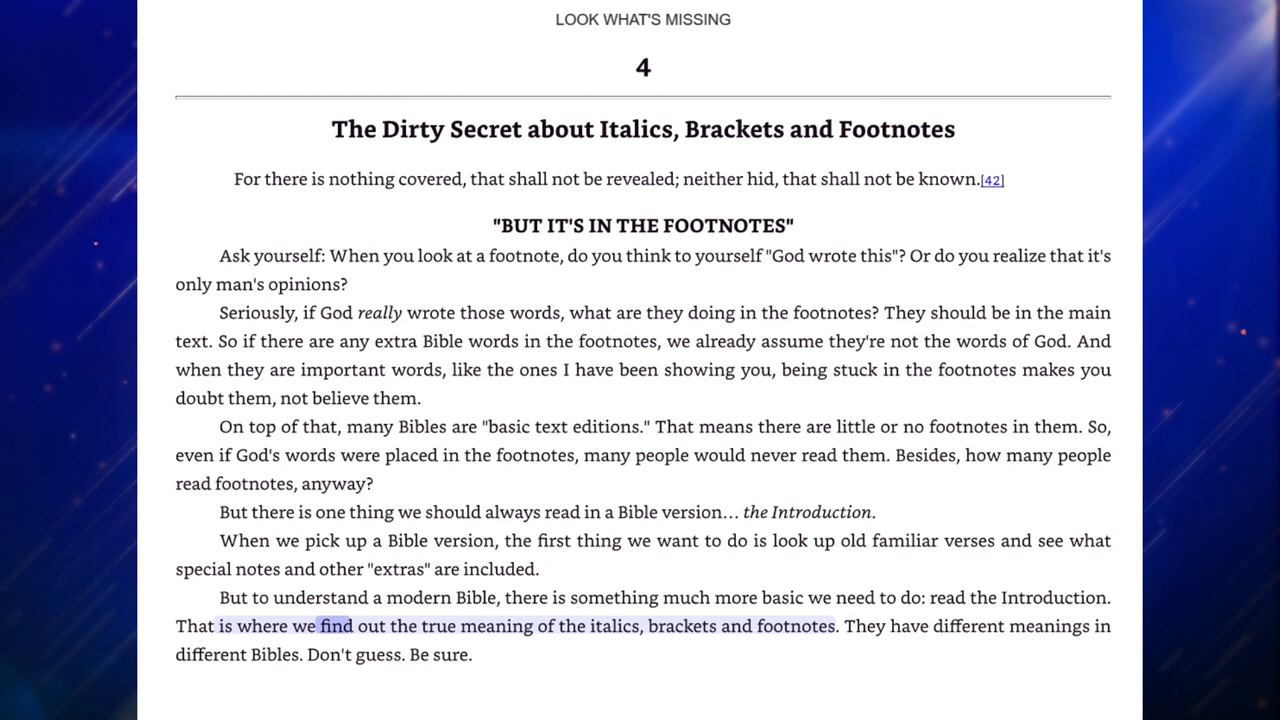 LOOK WHAT'S MISSING
4
The Dirty Secret about Italics, Brackets and Footnotes
For there is nothing covered, that shall not be revealed; neither hid, that shall not be known.[42]
"BUT IT'S IN THE FOOTNOTES"
Ask yourself: When you look at a footnote, do you think to yourself "God wrote this"? Or do you realize that it's
only man's opinions?
Seriously, if God really wrote those words, what are they doing in the footnotes? They should be in the main
text. So if there are any extra Bible words in the footnotes, we already assume they're not the words of God. And
when they are important words, like the ones I have been showing you, being stuck in the footnotes makes you
doubt them, not believe them.
On top of that, many Bibles are "basic text editions." That means there are little or no footnotes in them. So,
even if God's words were placed in the footnotes, many people would never read them. Besides, how many people
read footnotes, anyway?
But there is one thing we should always read in a Bible version… the Introduction.
When we pick up a Bible version, the first thing we want to do is look up old familiar verses and see what
special notes and other "extras" are included.
But to understand a modern Bible, there is something much more basic we need to do: read the Introduction.
That is where we find out the true meaning of the italics, brackets and footnotes. They have different meanings in
different Bibles. Don't guess. Be sure.